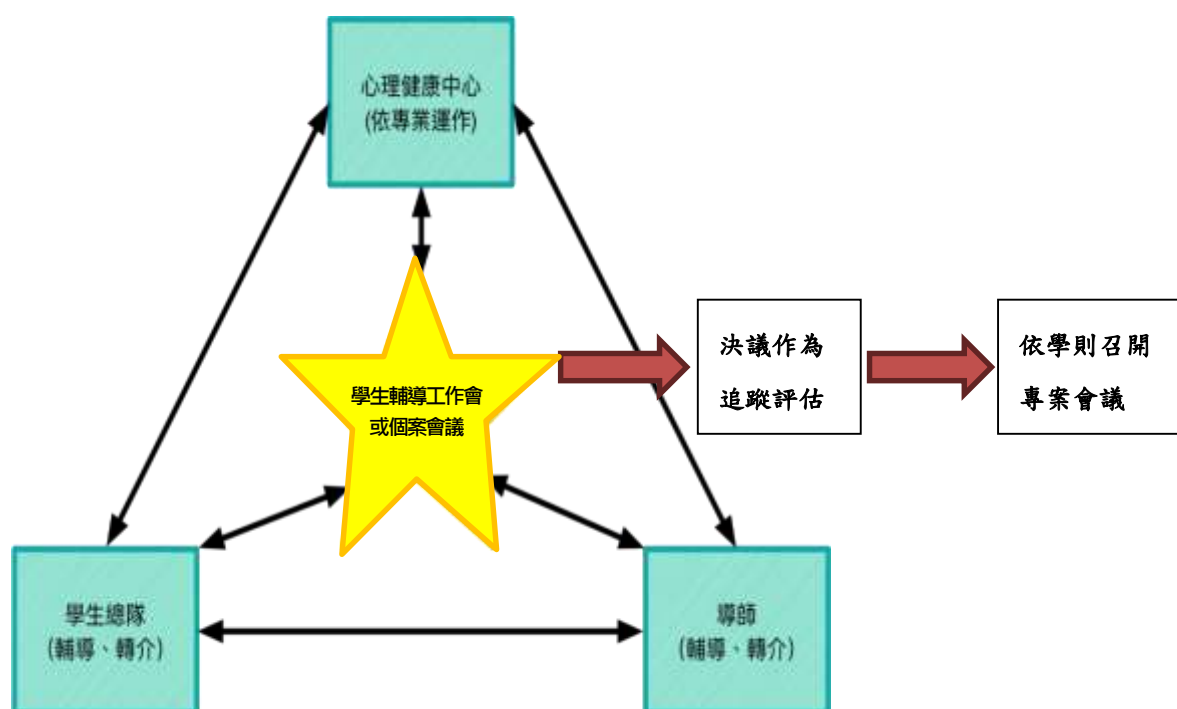 心理健康中心
(依專業運作)
學生輔導工作會
或個案會議
決議作為
追蹤評估
依學則召開
專案會議
學生總隊
(輔導、轉介)
導師
(輔導、轉介)